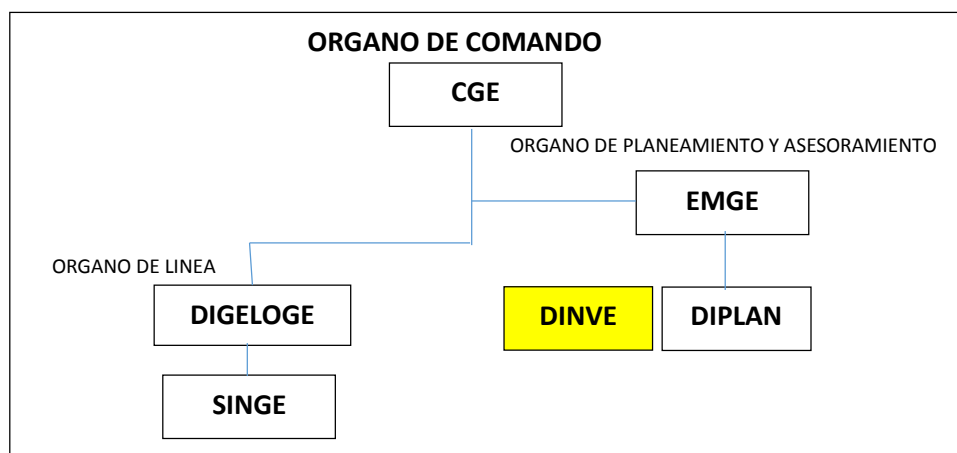 ORGANO DE COMANDO
CGE
ORGANO DE PLANEAMIENTO Y ASESORAMIENTO
EMGE
ORGANO DE LINEA
DIGELOGE
DINVE
DIPLAN
SINGE